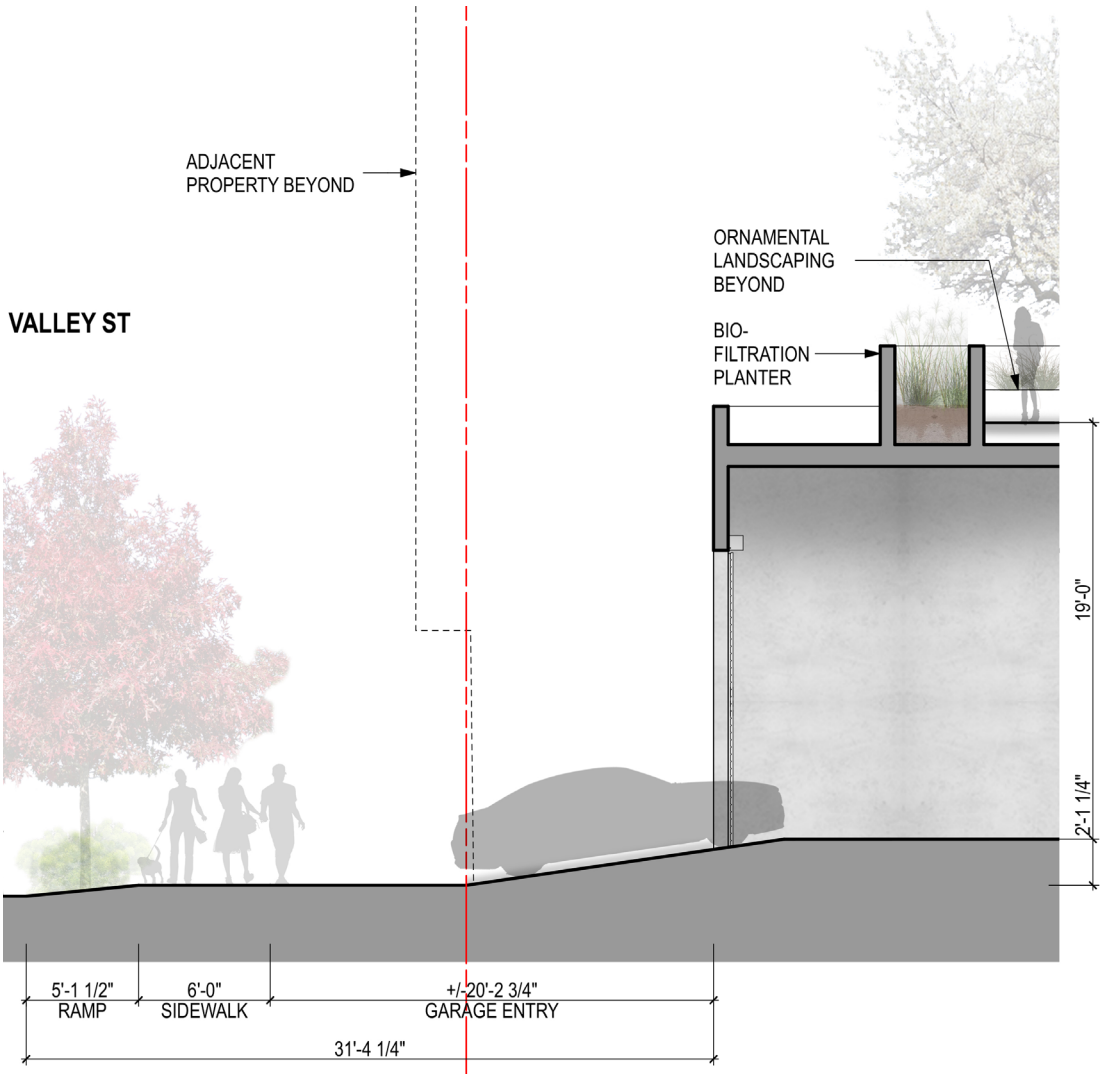 ADJACENT
PROPERTY BEYOND
ORNAMENTAL
LANDSCAPING
BEYOND
VALLEY ST
BIO-
FILTRATION
PLANTER
19'-0"
2'-1 1/4"
5'-1 1/2"
RAMP
6'-0"
SIDEWALK
+/-20'-2 3/4"
GARAGE ENTRY
31'-4 1/4"